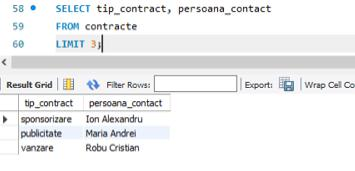 58 SELECT tip_contract, persoana_contact
59 FROM contracte
60 LIMIT 3;
Result Grid Filter Rows: Export: Wrap Cell Co
tip_contract persoana_contact
sponsorizare Ion Alexandru
publicitate Maria Andrei
vanzare Robu Cristian